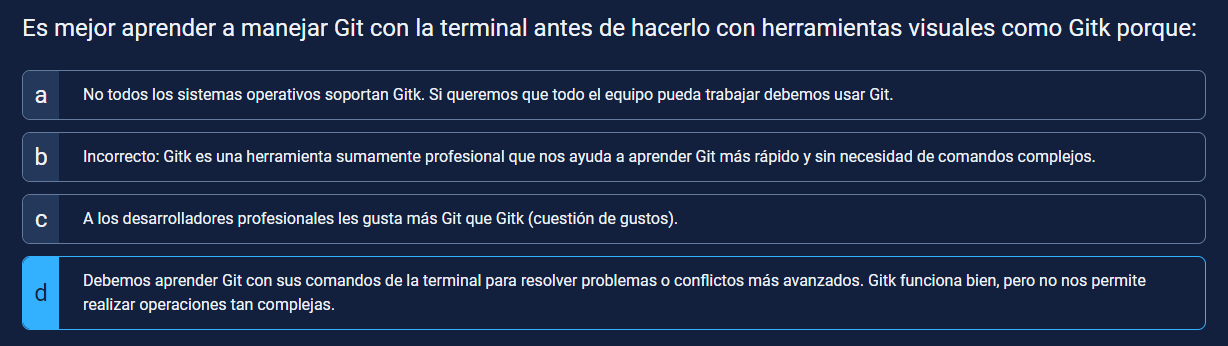 Es mejor aprender a manejar Git con la terminal antes de hacerlo con herramientas visuales como Gitk porque:
a
No todos los sistemas operativos soportan Gitk. Si queremos que todo el equipo pueda trabajar debemos usar Git.
b
Incorrecto: Gitk es una herramienta sumamente profesional que nos ayuda a aprender Git más rápido y sin necesidad de comandos complejos.
c
A los desarrolladores profesionales les gusta más Git que Gitk (cuestión de gustos).
d
Debemos aprender Git con sus comandos de la terminal para resolver problemas o conflictos más avanzados. Gitk funciona bien, pero no nos permite
realizar operaciones tan complejas.